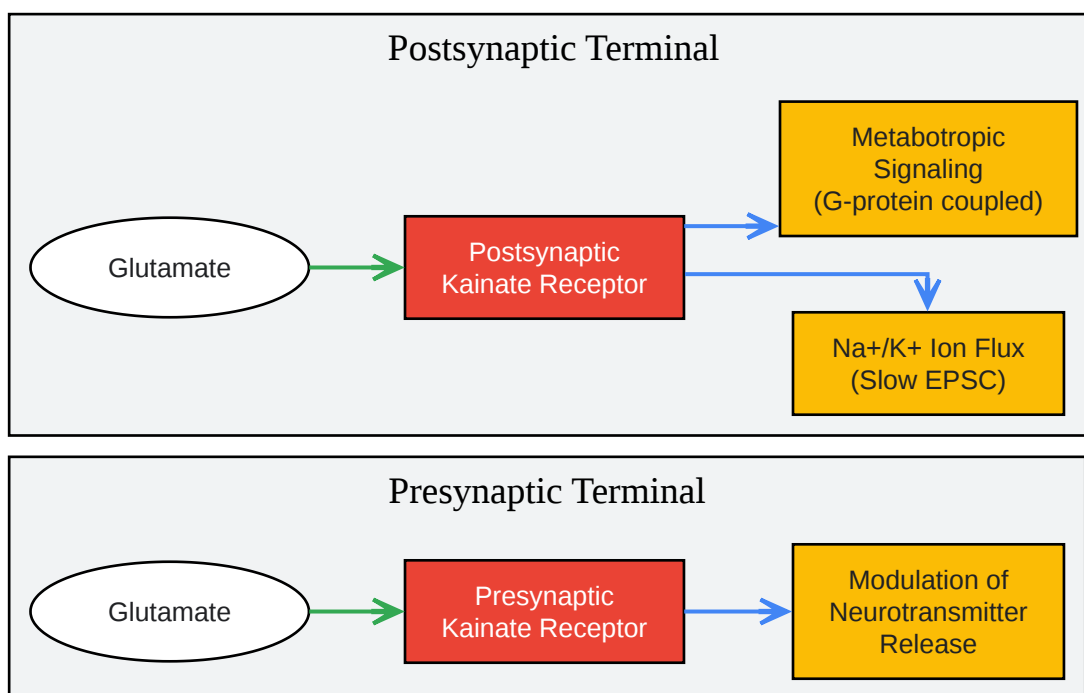 Postsynaptic Terminal
Glutamate
Postsynaptic
Kainate Receptor
Metabotropic
Signaling
(G-protein coupled)
Na+/K+ Ion Flux
(Slow EPSC)
Presynaptic Terminal
Glutamate
Presynaptic
Kainate Receptor
Modulation of
Neurotransmitter
Release